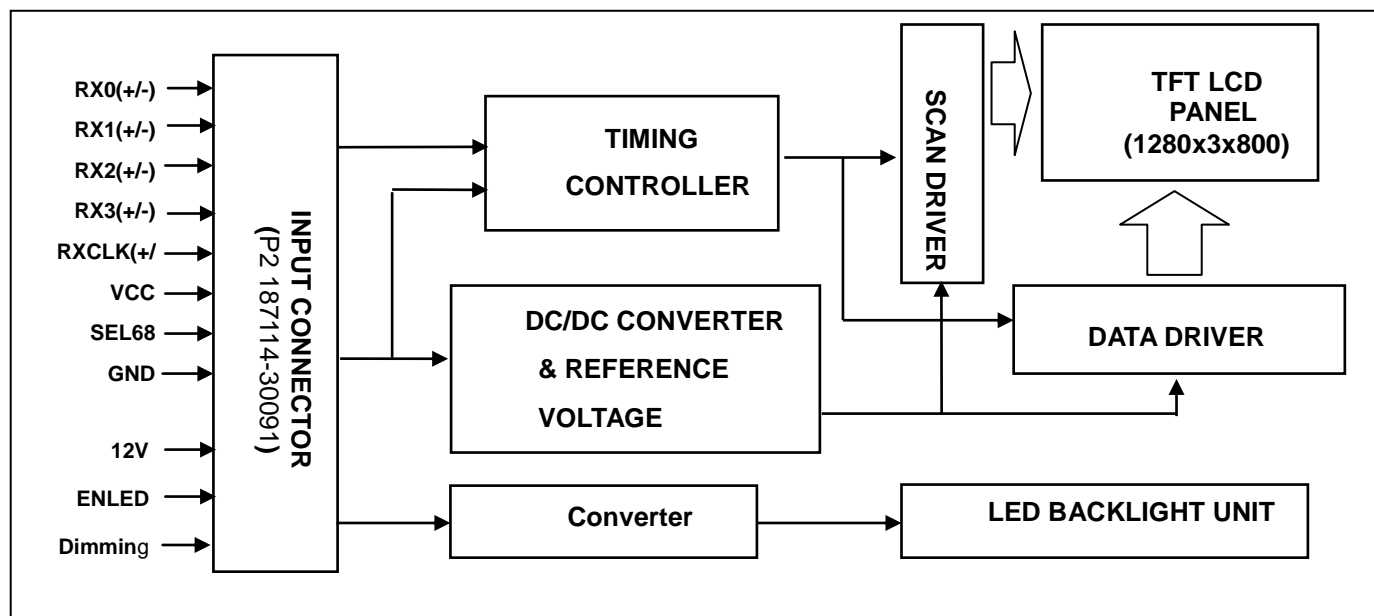 RX0(+/-)
RX1(+/-)
RX2(+/-)
RX3(+/-)
RXCLK(+/
VCC
SEL68
GND
12V
ENLED
Dimming
INPUT CONNECTOR
(P2 187114-30091)
TIMING
CONTROLLER
DC/DC CONVERTER
& REFERENCE
VOLTAGE
Converter
SCAN DRIVER
TFT LCD
PANEL
(1280x3x800)
DATA DRIVER
LED BACKLIGHT UNIT